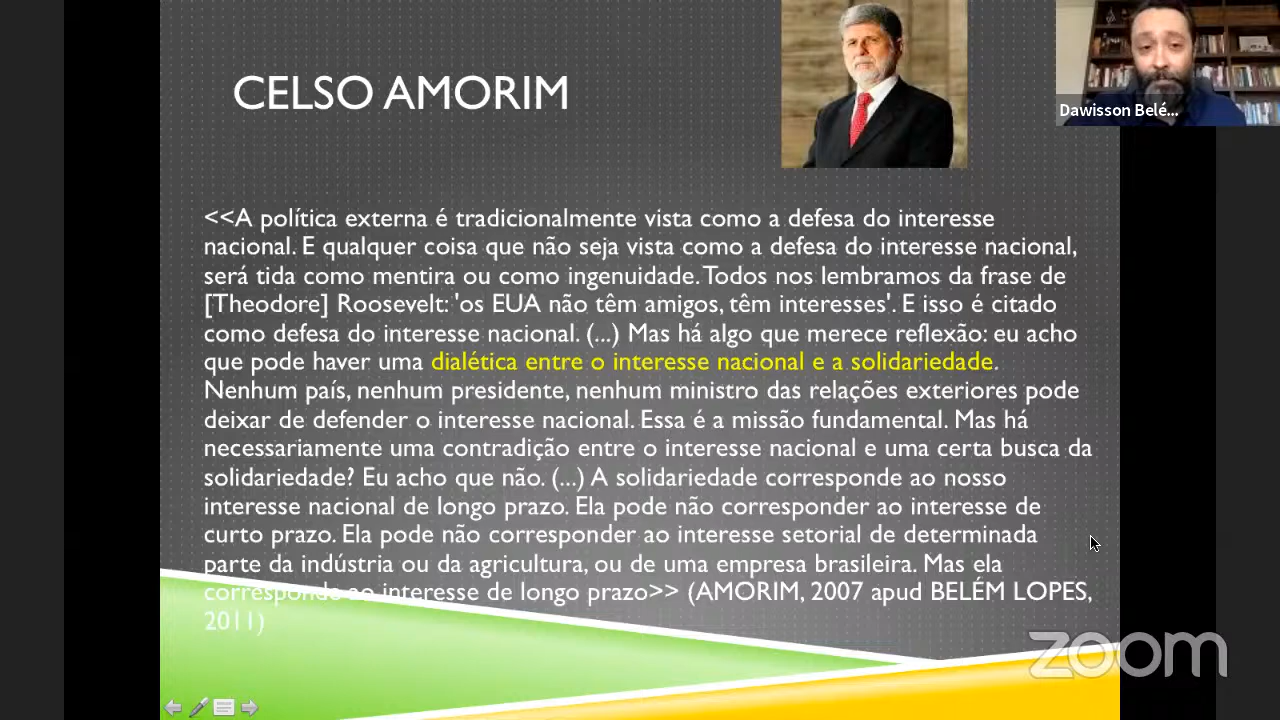 CELSO AMORIM
Dawisson Belé...
<<A política externa é tradicionalmente vista como a defesa do interesse
nacional. E qualquer coisa que não seja vista como a defesa do interesse nacional,
será tida como mentira ou como ingenuidade. Todos nos lembramos da frase de
[Theodore] Roosevelt: 'os EUA não têm amigos, têm interesses'. E isso é citado
como defesa do interesse nacional. (...) Mas há algo que merece reflexão: eu acho
que pode haver uma dialética entre o interesse nacional e a solidariedade.
Nenhum país, nenhum presidente, nenhum ministro das relações exteriores pode
deixar de defender o interesse nacional. Essa é a missão fundamental. Mas há
necessariamente uma contradição entre o interesse nacional e uma certa busca da
solidariedade? Eu acho que não. (...) A solidariedade corresponde ao nosso
interesse nacional de longo prazo. Ela pode não corresponder ao interesse de
curto prazo. Ela pode não corresponder ao interesse setorial de determinada
parte da indústria ou da agricultura, ou de uma empresa brasileira. Mas ela
corresponde ao interesse de longo prazo>> (AMORIM, 2007 apud BELÉM LOPES,
2011)
zoom